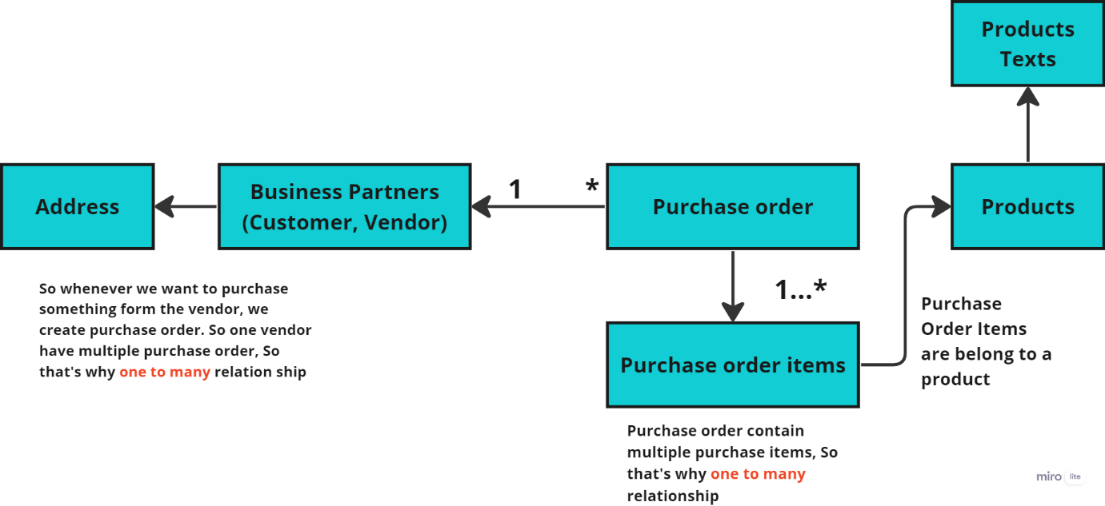 Products
Texts
Address
Business Partners
(Customer, Vendor)
1
*
Purchase order
Products
So whenever we want to purchase
something form the vendor, we
create purchase order. So one vendor
have multiple purchase order, So
that's why one to many relation ship
1...*
Purchase order items
Purchase
Order Items
are belong to a
product
Purchase order contain
multiple purchase items, So
that's why one to many
relationship
miro lite